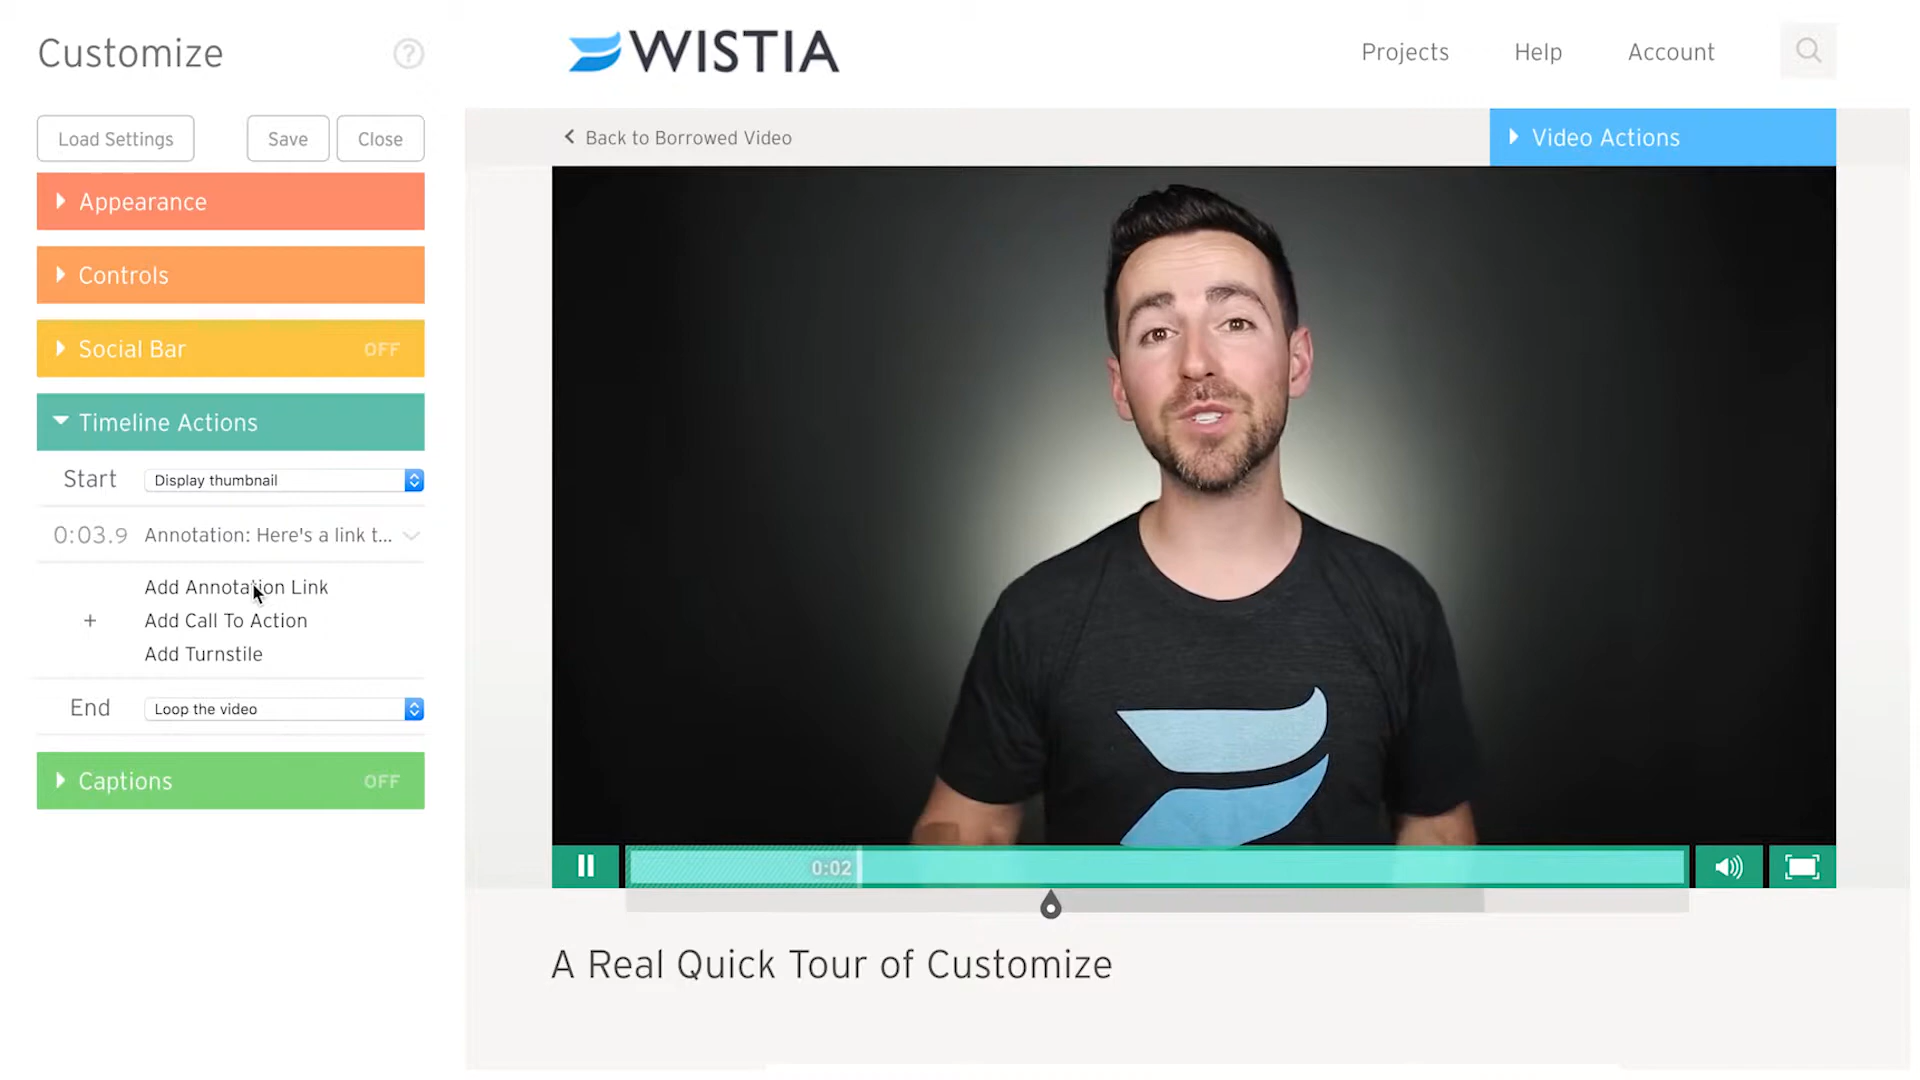 Customize
?
WISTIA
Projects
Help
Account
Load Settings
Save
Close
Back to Borrowed Video
Video Actions
Appearance
Controls
Social Bar OFF
Timeline Actions
Start Display thumbnail
0:03.9 Annotation: Here's a link t...
Add Annotation Link
+ Add Call To Action
Add Turnstile
End Loop the video
Captions OFF
0:02
A Real Quick Tour of Customize